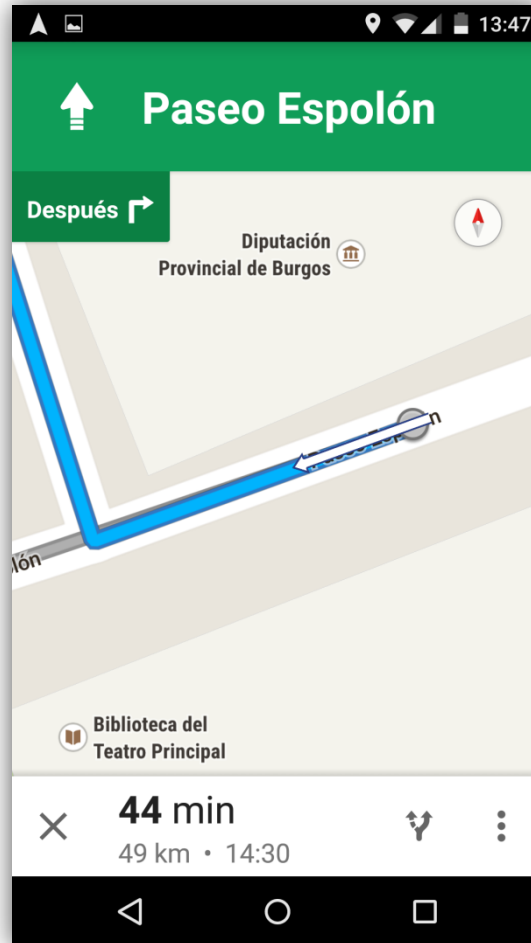 13:47
Paseo Espolón
Después
Diputación
Provincial de Burgos
lón
Biblioteca del
Teatro Principal
44 min
49 km • 14:30